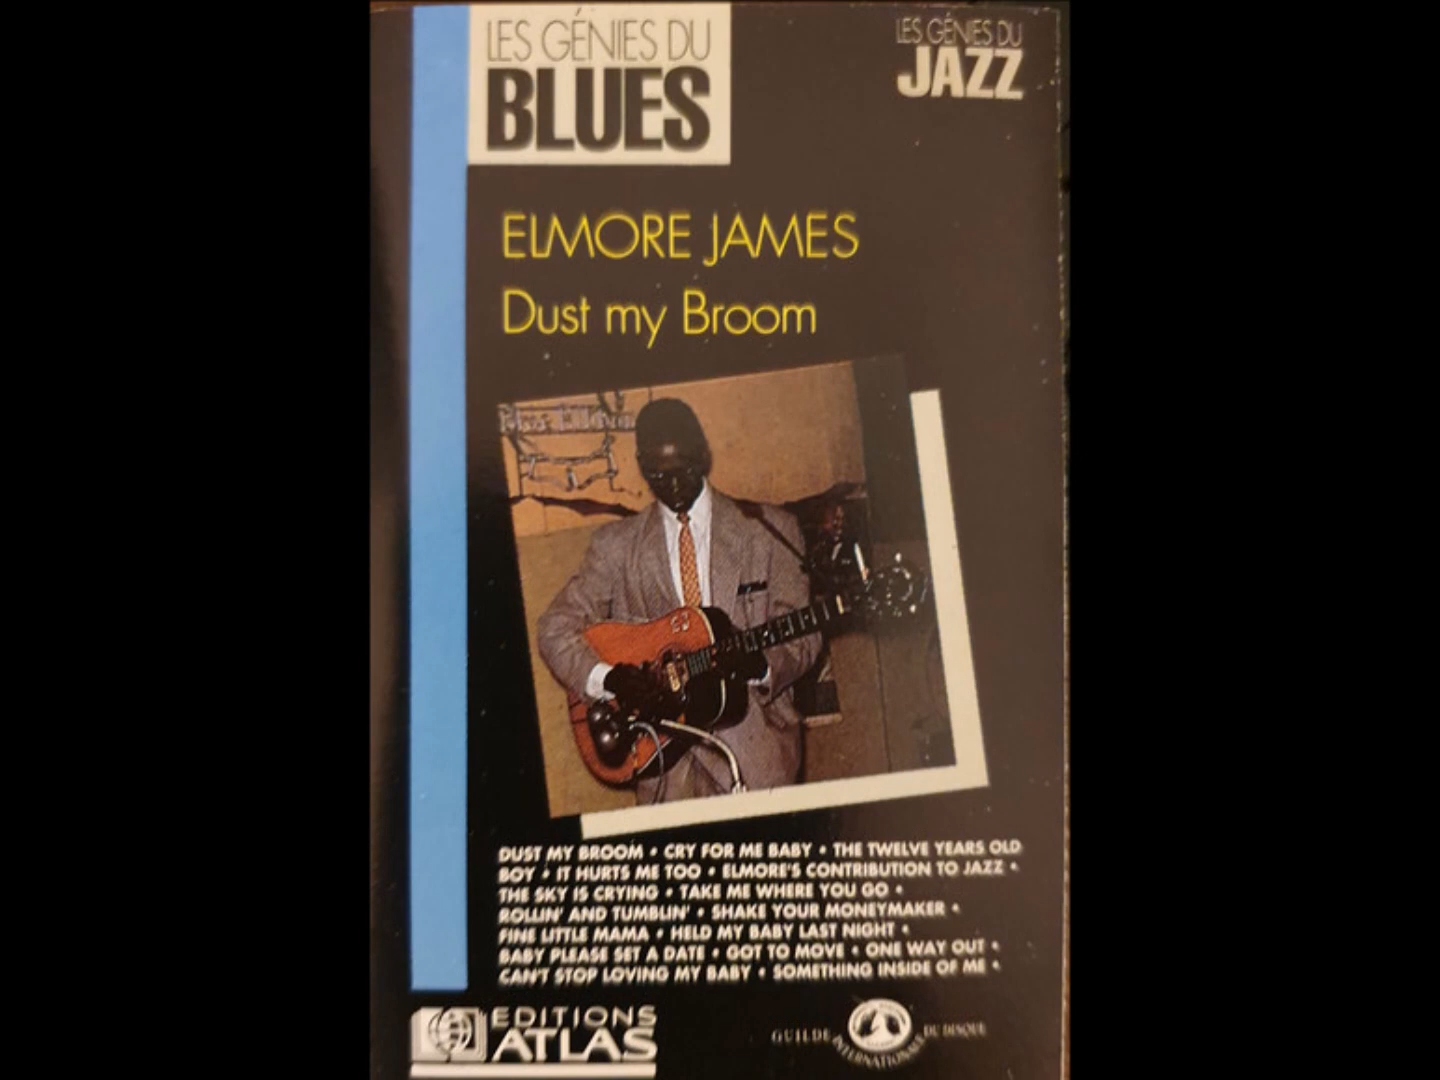 LES GÉNIES DU
BLUES
LES GÉNIES DU
JAZZ
ELMORE JAMES
Dust my Broom
DUST MY BROOM • CRY FOR ME BABY • THE TWELVE YEARS OLD
BOY • IT HURTS ME TOO • ELMORE'S CONTRIBUTION TO JAZZ •
THE SKY IS CRYING • TAKE ME WHERE YOU GO •
ROLLIN' AND TUMBLIN' • SHAKE YOUR MONEYMAKER •
FINE LITTLE MAMA • HELD MY BABY LAST NIGHT •
BABY PLEASE SET A DATE • GOT TO MOVE • ONE WAY OUT •
CAN'T STOP LOVING MY BABY • SOMETHING INSIDE OF ME •
EDITIONS
ATLAS
GUILDE INTERNATIONALE DU DISQUE